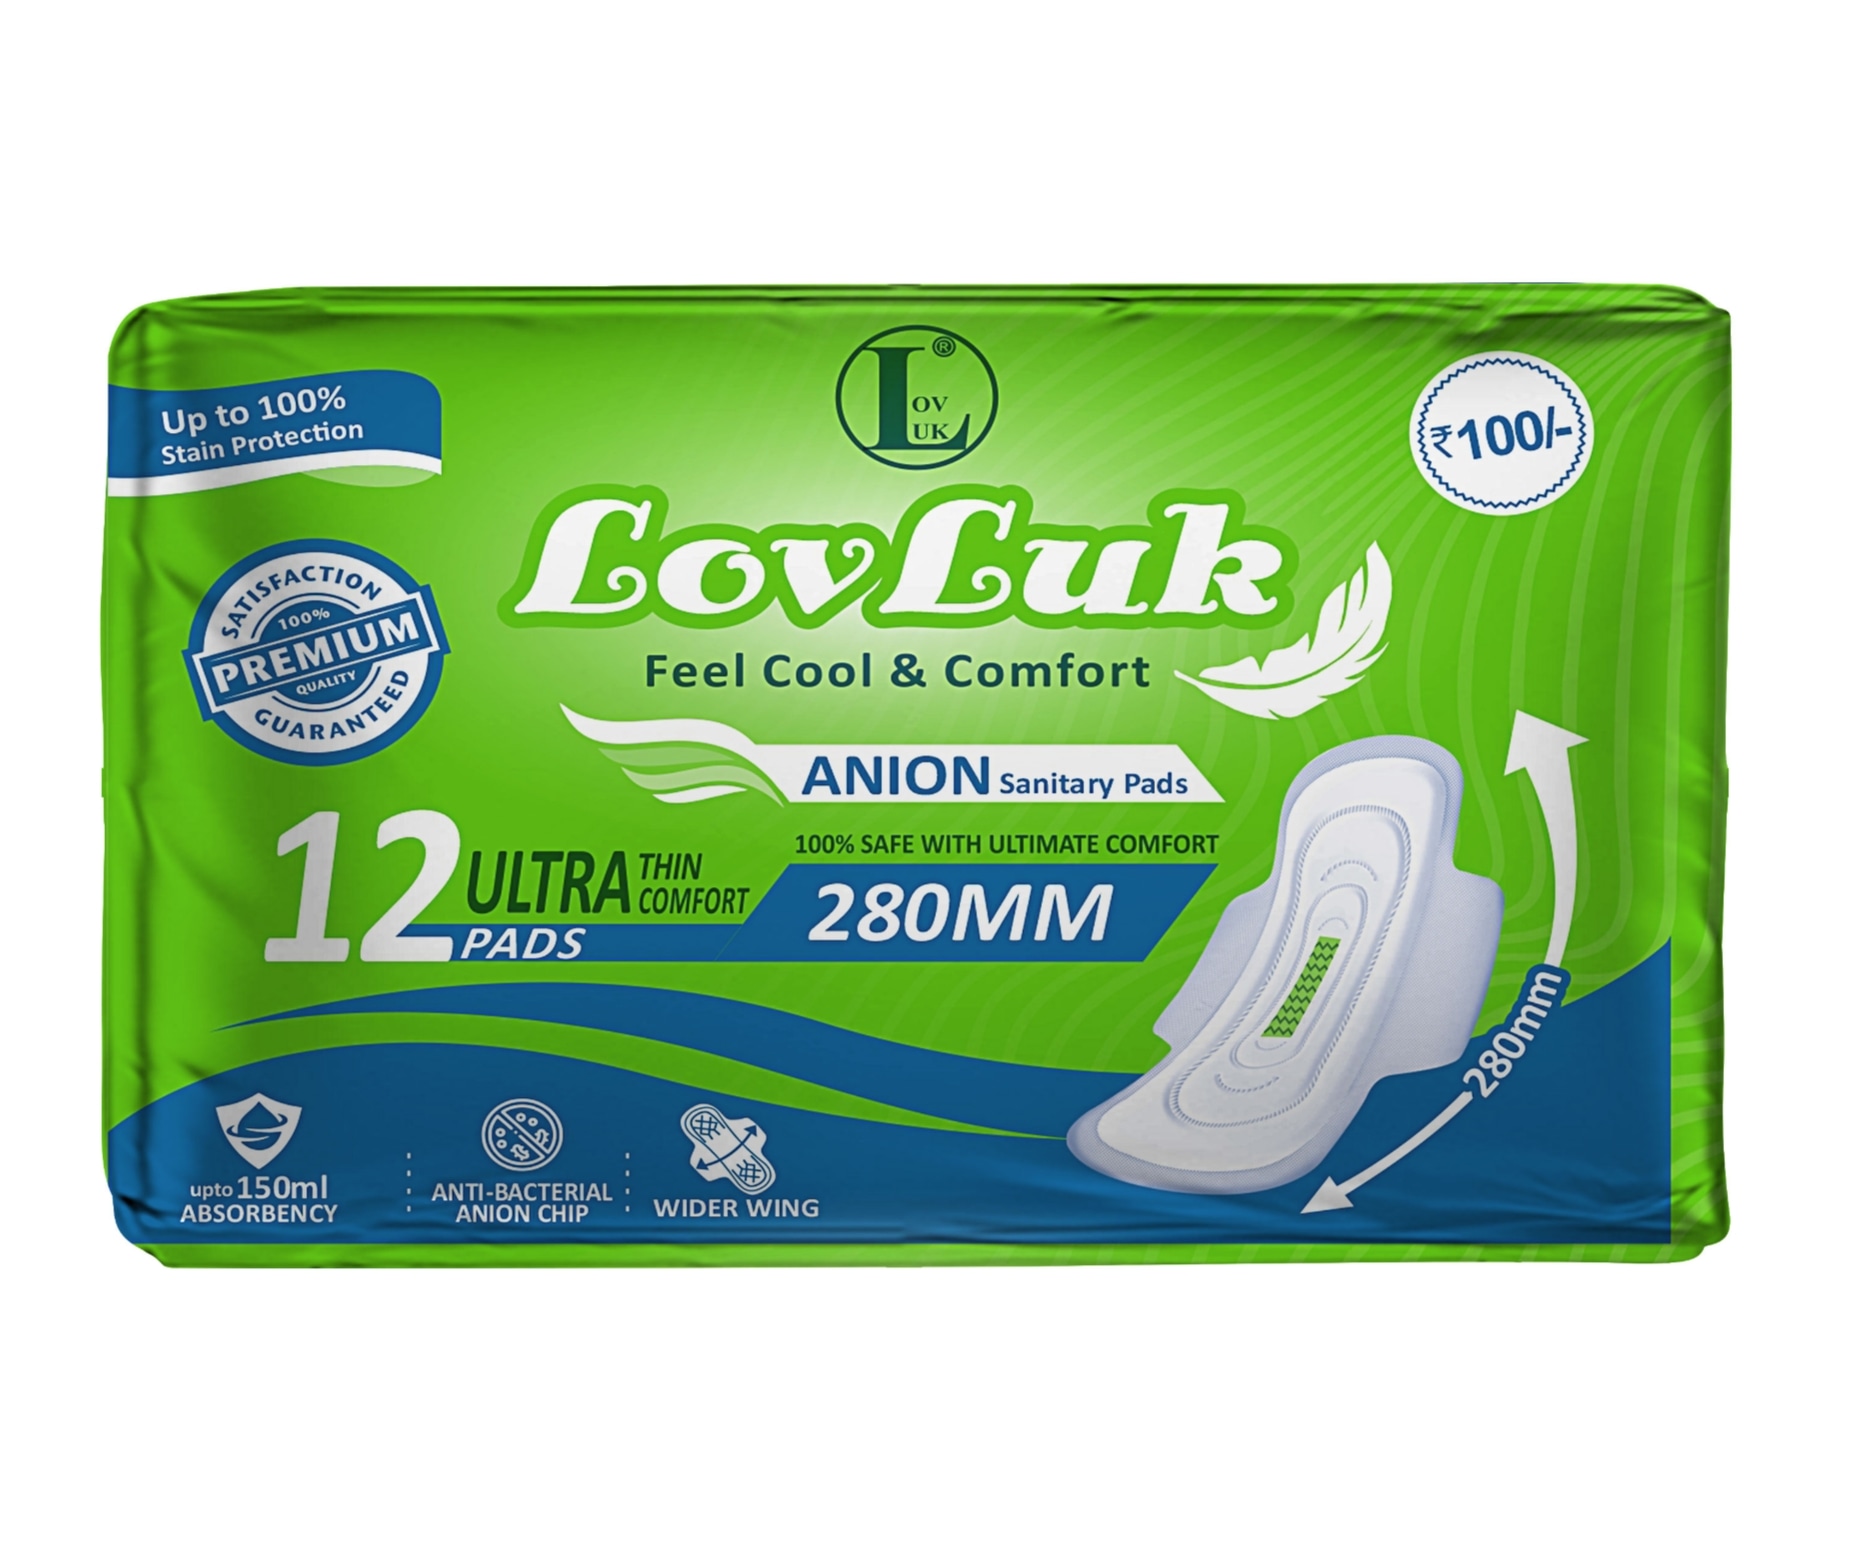 L OV UK ®
Up to 100%
Stain Protection
₹100/-
LovLuk
Feel Cool & Comfort
SATISFACTION
100%
PREMIUM
QUALITY
GUARANTEED
ANION Sanitary Pads
100% SAFE WITH ULTIMATE COMFORT
12 ULTRA THIN COMFORT
PADS
280MM
280mm
upto 150ml
ABSORBENCY
ANTI-BACTERIAL
ANION CHIP
WIDER WING